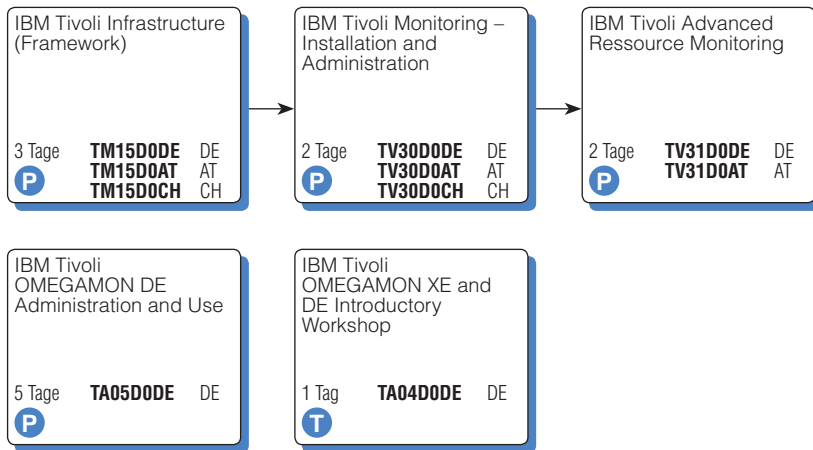 IBM Tivoli Infrastructure
(Framework)
3 Tage TM15D0DE DE
TM15D0AT AT
TM15D0CH CH
P
IBM Tivoli Monitoring –
Installation and
Administration
2 Tage TV30D0DE DE
TV30D0AT AT
TV30D0CH CH
P
IBM Tivoli Advanced
Ressource Monitoring
2 Tage TV31D0DE DE
TV31D0AT AT
P
IBM Tivoli
OMEGAMON DE
Administration and Use
5 Tage TA05D0DE DE
P
IBM Tivoli
OMEGAMON XE and
DE Introductory
Workshop
1 Tag TA04D0DE DE
T